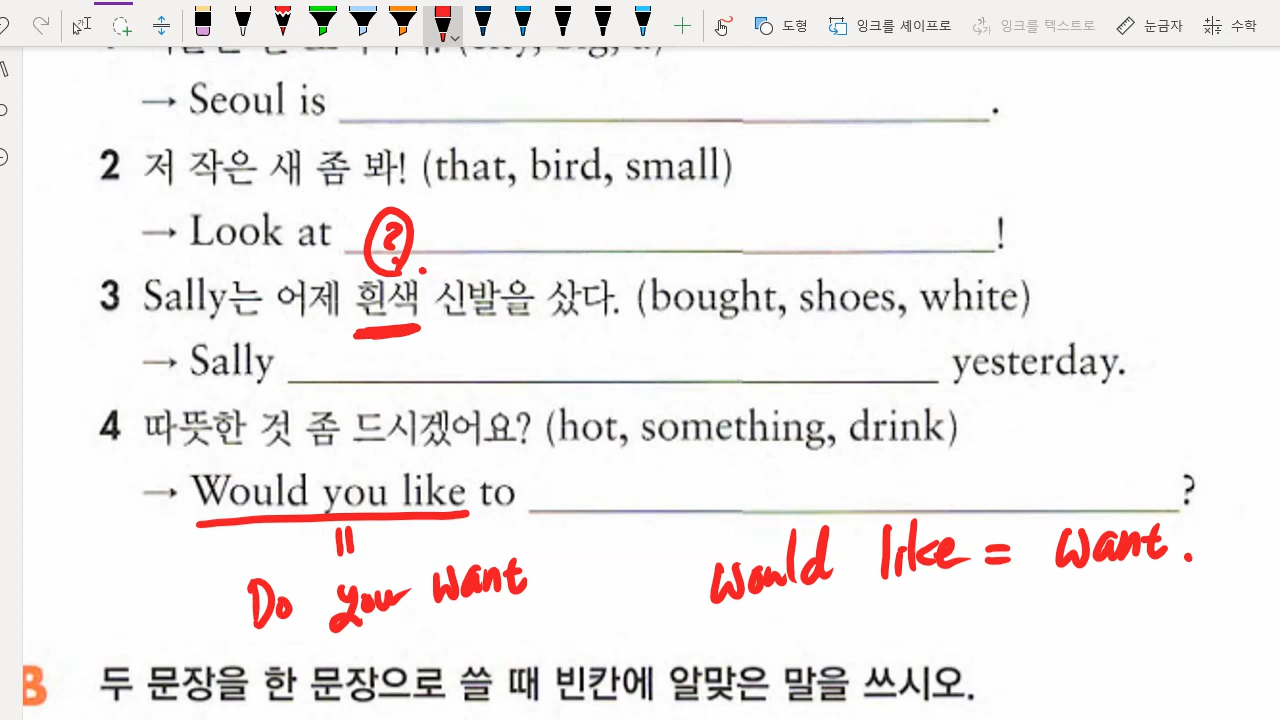 도형 잉크를 셰이프로 잉크를 텍스트로 눈금자 수학
→ Seoul is .
2 저 작은 새 좀 봐! (that, bird, small)
→ Look at ?. !
3 Sally는 어제 흰색 신발을 샀다. (bought, shoes, white)
→ Sally yesterday.
4 따뜻한 것 좀 드시겠어요? (hot, something, drink)
→ Would you like to ?
=
Do you want
would like = want.
B 두 문장을 한 문장으로 쓸 때 빈칸에 알맞은 말을 쓰시오.